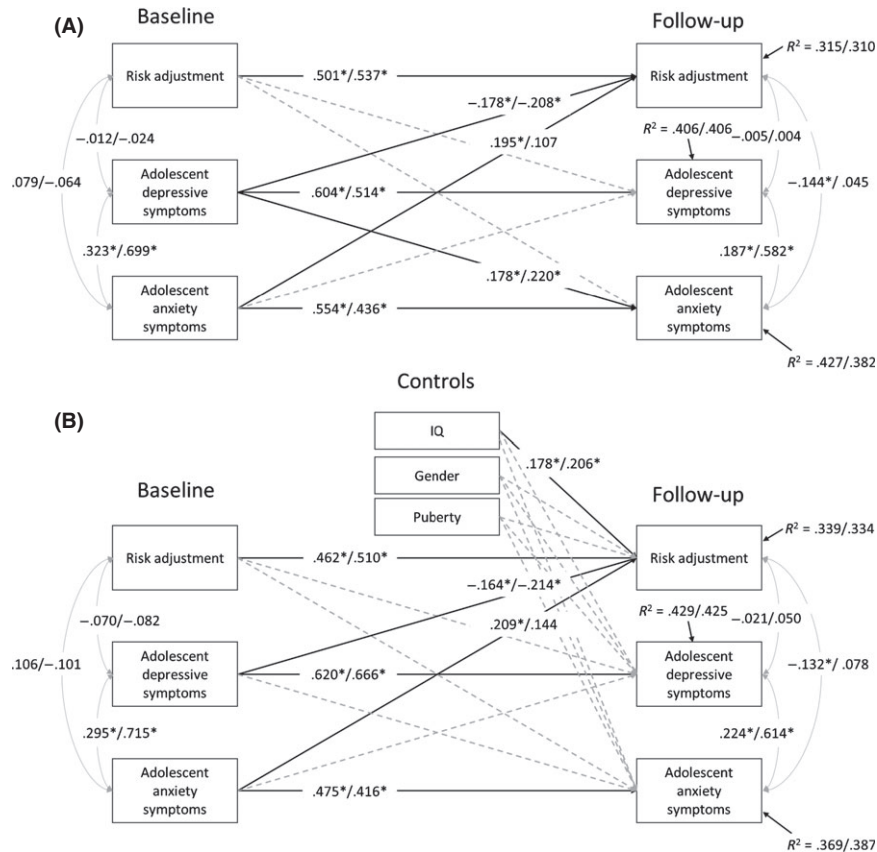 (A)
Baseline
Follow-up
Risk adjustment
.501*/.537*
Risk adjustment
R² = .315/.310
−.178*/−.208*
.195*/.107
−.012/−.024
R² = .406/.406
−.005/.004
.079/−.064
Adolescent
depressive
symptoms
.604*/.514*
Adolescent
depressive
symptoms
−.144*/ .045
.323*/.699*
.178*/.220*
.187*/.582*
Adolescent
anxiety
symptoms
.554*/.436*
Adolescent
anxiety
symptoms
R² = .427/.382
Controls
(B)
IQ
Gender
Puberty
.178*/.206*
Baseline
Follow-up
Risk adjustment
.462*/.510*
Risk adjustment
R² = .339/.334
−.164*/−.214*
.209*/.144
−.070/−.082
R² = .429/.425
−.021/.050
.106/−.101
Adolescent
depressive
symptoms
.620*/.666*
Adolescent
depressive
symptoms
−.132*/ .078
.295*/.715*
.224*/.614*
Adolescent
anxiety
symptoms
.475*/.416*
Adolescent
anxiety
symptoms
R² = .369/.387